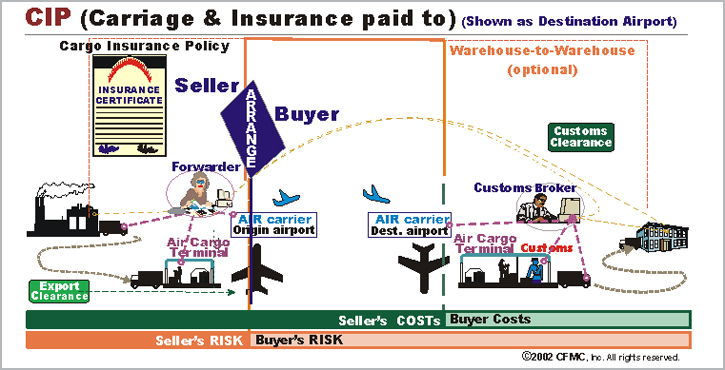 CIP (Carriage & Insurance paid to) (Shown as Destination Airport)
Cargo Insurance Policy
Warehouse-to-Warehouse
(optional)
INSURANCE
CERTIFICATE
Seller
ARRANGE
Buyer
Customs
Clearance
Forwarder
Customs Broker
AIR carrier
Origin airport
AIR carrier
Dest. airport
Air Cargo
Terminal
Air Cargo
Terminal
Customs
Export
Clearance
Seller's COSTs
Buyer Costs
Seller's RISK
Buyer's RISK
©2002 CFMC, Inc. All rights reserved.